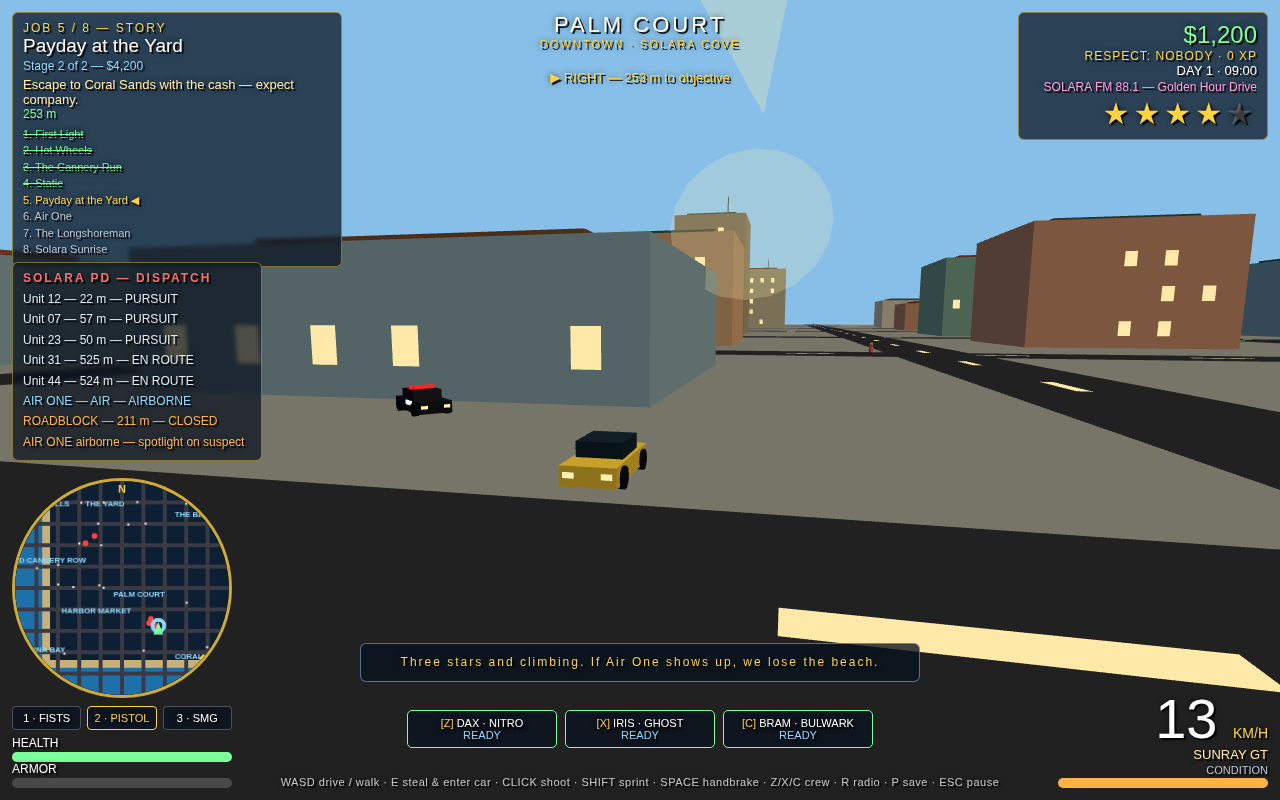 JOB 5 / 8 — STORY
Payday at the Yard
Stage 2 of 2 — $4,200
Escape to Coral Sands with the cash — expect
company.
253 m
1. First Light
2. Hot Wheels
3. The Cannery Run
4. Static
5. Payday at the Yard ◀
6. Air One
7. The Longshoreman
8. Solara Sunrise
SOLARA PD — DISPATCH
Unit 12 — 22 m — PURSUIT
Unit 07 — 57 m — PURSUIT
Unit 23 — 50 m — PURSUIT
Unit 31 — 525 m — EN ROUTE
Unit 44 — 524 m — EN ROUTE
AIR ONE — AIR — AIRBORNE
ROADBLOCK — 211 m — CLOSED
AIR ONE airborne — spotlight on suspect
PALM COURT
DOWNTOWN · SOLARA COVE
▶ RIGHT — 253 m to objective
$1,200
RESPECT: NOBODY · 0 XP
DAY 1 · 09:00
SOLARA FM 88.1 — Golden Hour Drive
★★★★★
N
LLS
THE YARD
THE B
D CANNERY ROW
PALM COURT
HARBOR MARKET
BAY
CORAL
1 · FISTS
2 · PISTOL
3 · SMG
HEALTH
ARMOR
Three stars and climbing. If Air One shows up, we lose the beach.
[Z] DAX · NITRO
READY
[X] IRIS · GHOST
READY
[C] BRAM · BULWARK
READY
WASD drive / walk · E steal & enter car · CLICK shoot · SHIFT sprint · SPACE handbrake · Z/X/C crew · R radio · P save · ESC pause
13 KM/H
SUNRAY GT
CONDITION